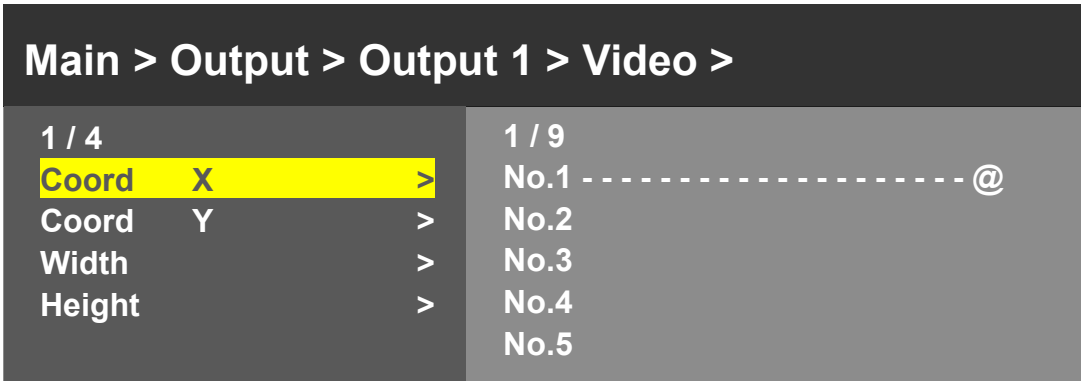 Main > Output > Output 1 > Video >
1 / 4
Coord X >
Coord Y >
Width >
Height >
1 / 9
No.1 - - - - - - - - - - - - - - - - - - - - @
No.2
No.3
No.4
No.5